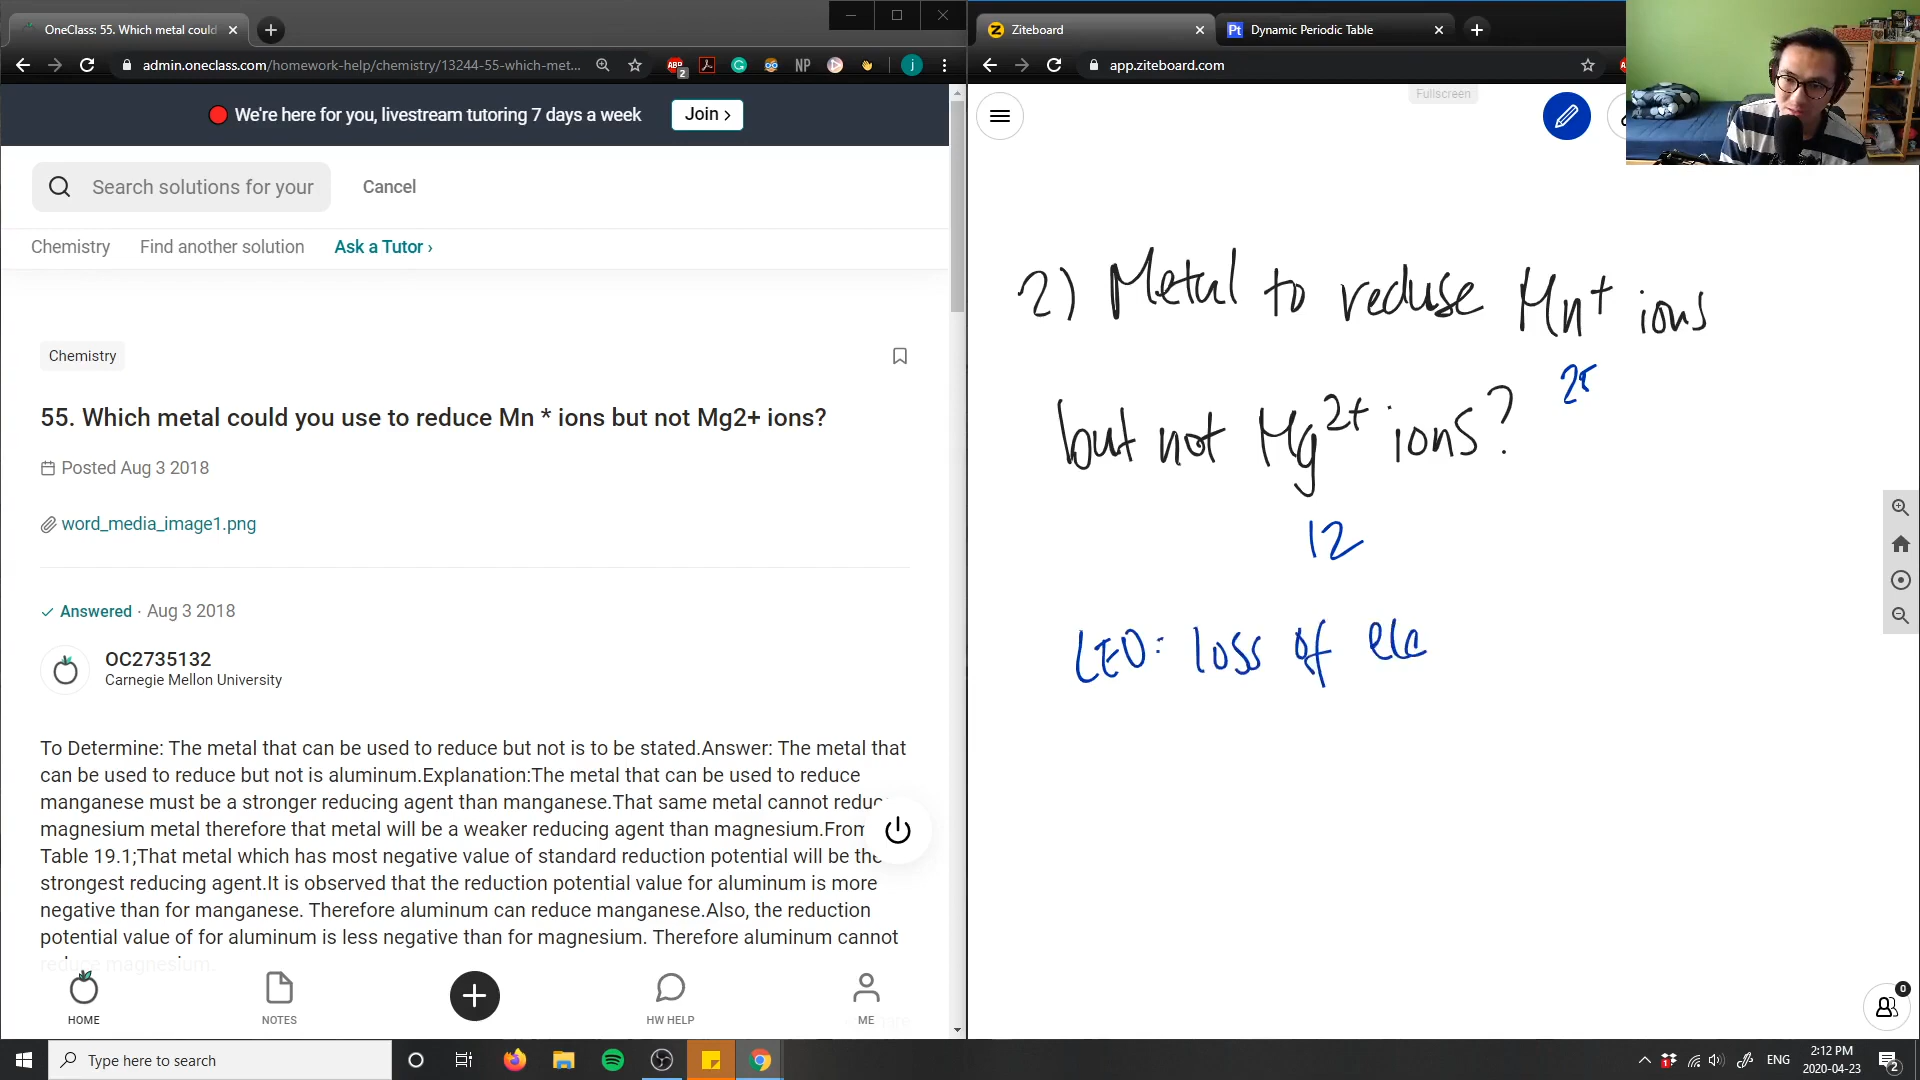 OneClass: 55. Which metal could
Ziteboard
Pt Dynamic Periodic Table
admin.oneclass.com/homework-help/chemistry/13244-55-which-met...
ABP
2
NP
j
app.ziteboard.com
We're here for you, livestream tutoring 7 days a week
Join ›
Fullscreen
Search solutions for your
Cancel
Chemistry
Find another solution
Ask a Tutor ›
Chemistry
55. Which metal could you use to reduce Mn * ions but not Mg2+ ions?
Posted Aug 3 2018
word_media_image1.png
Answered · Aug 3 2018
OC2735132
Carnegie Mellon University
To Determine: The metal that can be used to reduce but not is to be stated.Answer: The metal that
can be used to reduce but not is aluminum.Explanation:The metal that can be used to reduce
manganese must be a stronger reducing agent than manganese.That same metal cannot reduc
magnesium metal therefore that metal will be a weaker reducing agent than magnesium.From
Table 19.1;That metal which has most negative value of standard reduction potential will be the
strongest reducing agent.It is observed that the reduction potential value for aluminum is more
negative than for manganese. Therefore aluminum can reduce manganese.Also, the reduction
potential value of for aluminum is less negative than for magnesium. Therefore aluminum cannot
reduce magnesium.
HOME
NOTES
HW HELP
ME
2) Metal to reduse Mn+ ions
25
but not Mg2+ ions?
12
LEO: loss of ele
0
Type here to search
ENG
2:12 PM
2020-04-23
2